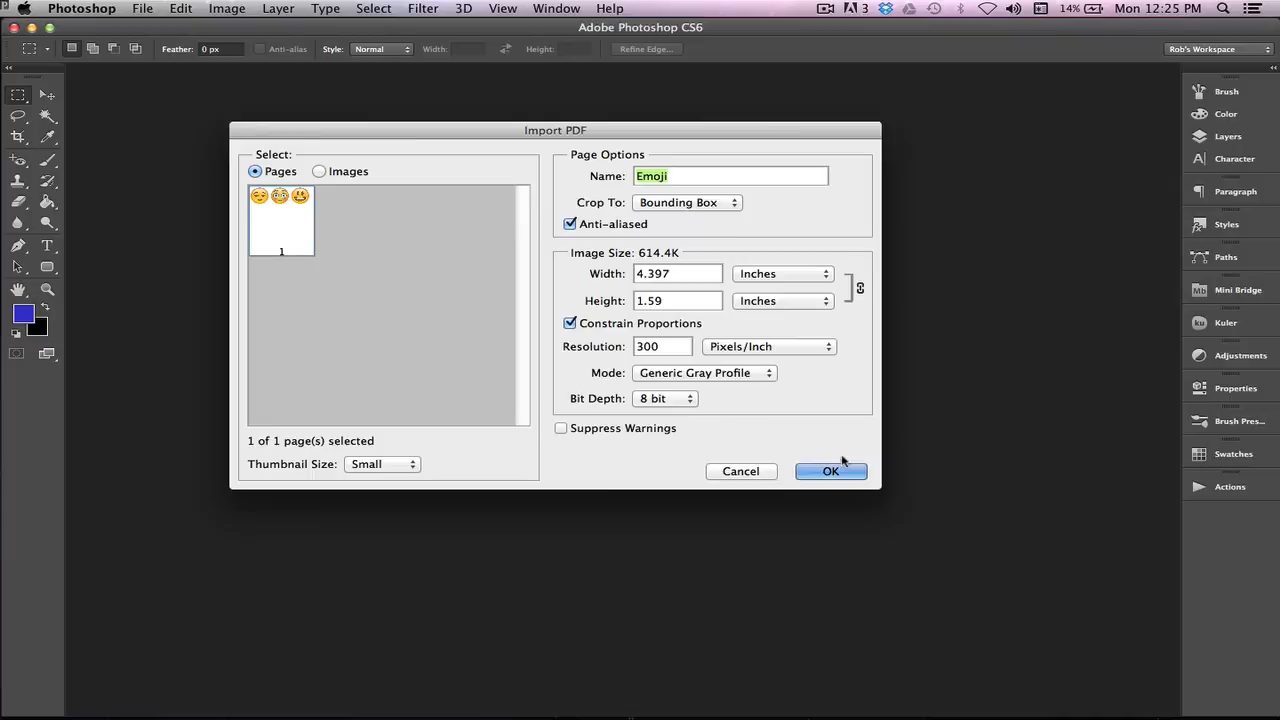 Photoshop File Edit Image Layer Type Select Filter 3D View Window Help 3 14% Mon 12:25 PM
Adobe Photoshop CS6
Feather: 0 px Anti-alias Style: Normal Width: Height: Refine Edge... Rob's Workspace
Import PDF
Select:
Pages Images
1
1 of 1 page(s) selected
Thumbnail Size: Small
Page Options
Name: Emoji
Crop To: Bounding Box
Anti-aliased
Image Size: 614.4K
Width: 4.397 Inches
Height: 1.59 Inches
Constrain Proportions
Resolution: 300 Pixels/Inch
Mode: Generic Gray Profile
Bit Depth: 8 bit
Suppress Warnings
Cancel OK
Brush
Color
Layers
Character
Paragraph
Styles
Paths
Mb Mini Bridge
ku Kuler
Adjustments
Properties
Brush Pres...
Swatches
Actions